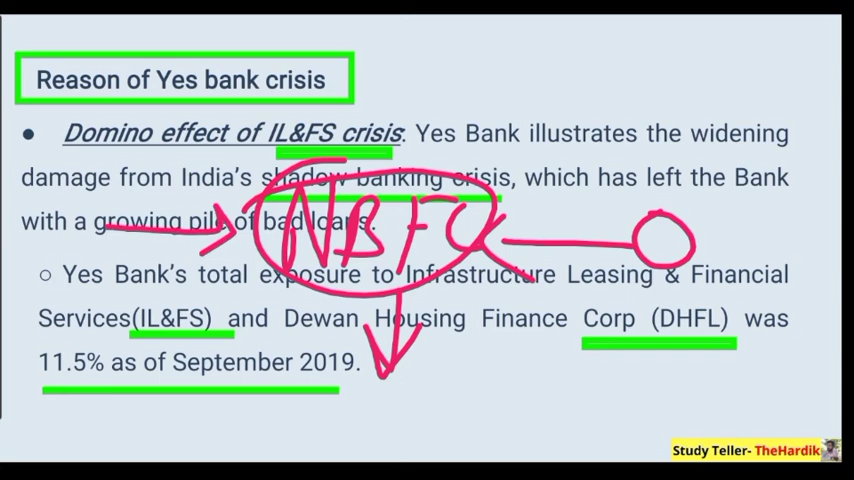 Reason of Yes bank crisis
● Domino effect of IL&FS crisis: Yes Bank illustrates the widening
damage from India's shadow banking crisis, which has left the Bank
with a growing pile of bad loans.
NBFC
○ Yes Bank's total exposure to Infrastructure Leasing & Financial
Services(IL&FS) and Dewan Housing Finance Corp (DHFL) was
11.5% as of September 2019.
Study Teller- TheHardik